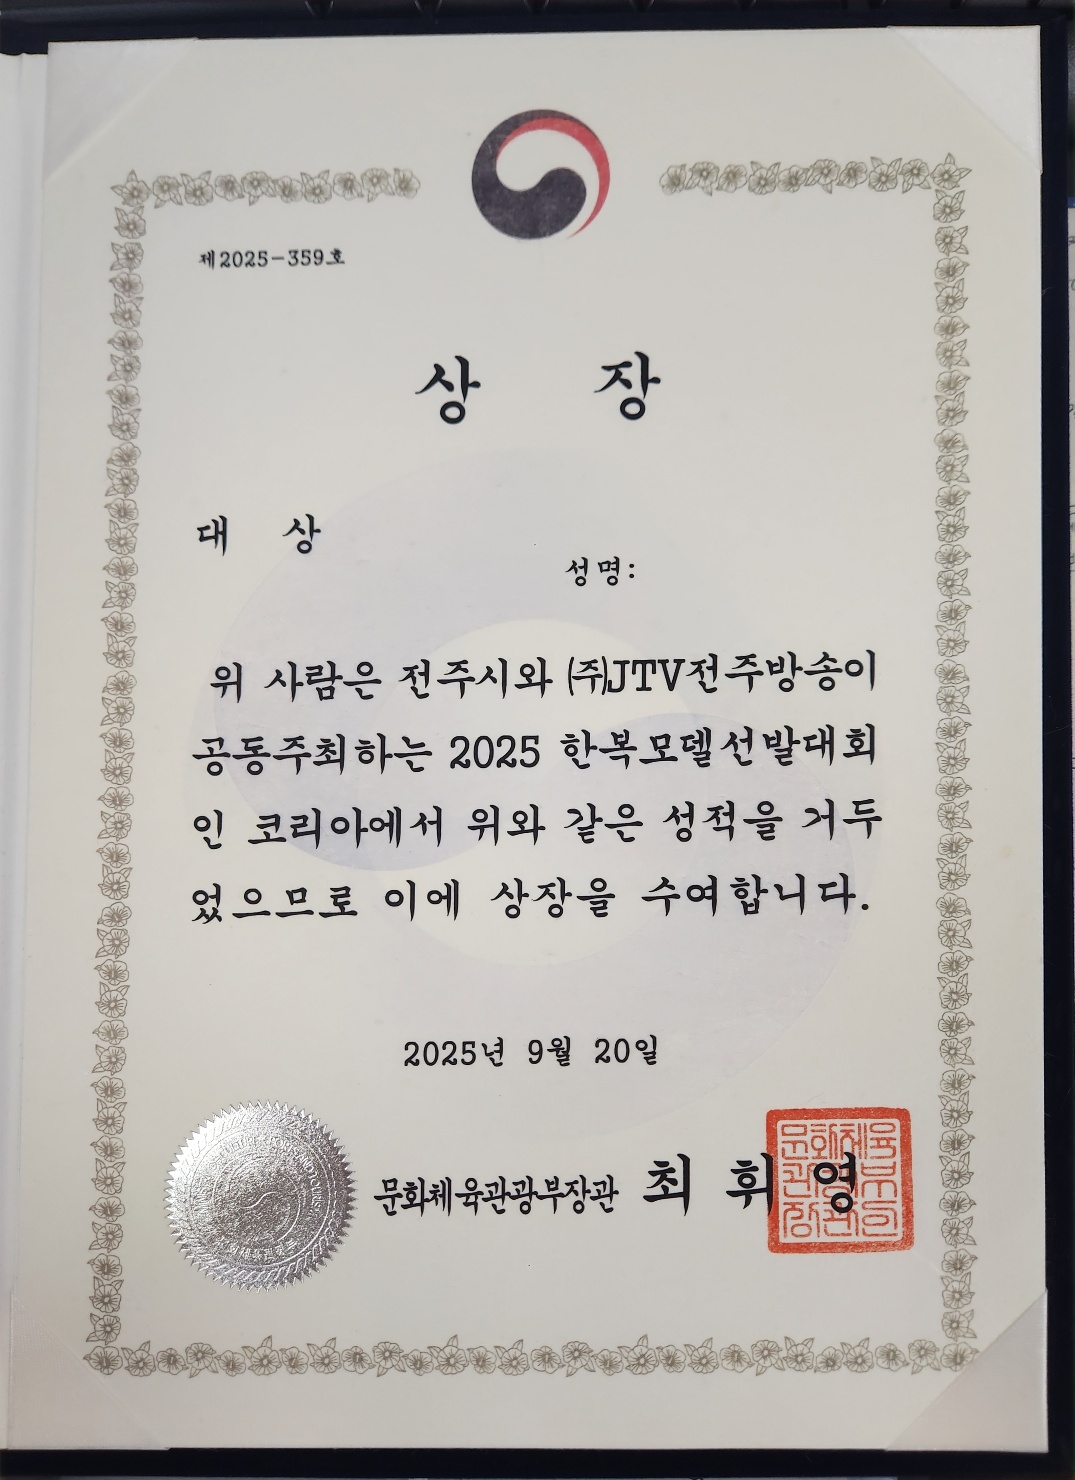 제2025-359호
상 장
대 상
성명:
위 사람은 전주시와 (주)JTV전주방송이
공동주최하는 2025 한복모델선발대회
인 코리아에서 위와 같은 성적을 거두
었으므로 이에 상장을 수여합니다.
2025년 9월 20일
문화체육관광부장관 최 휘 영